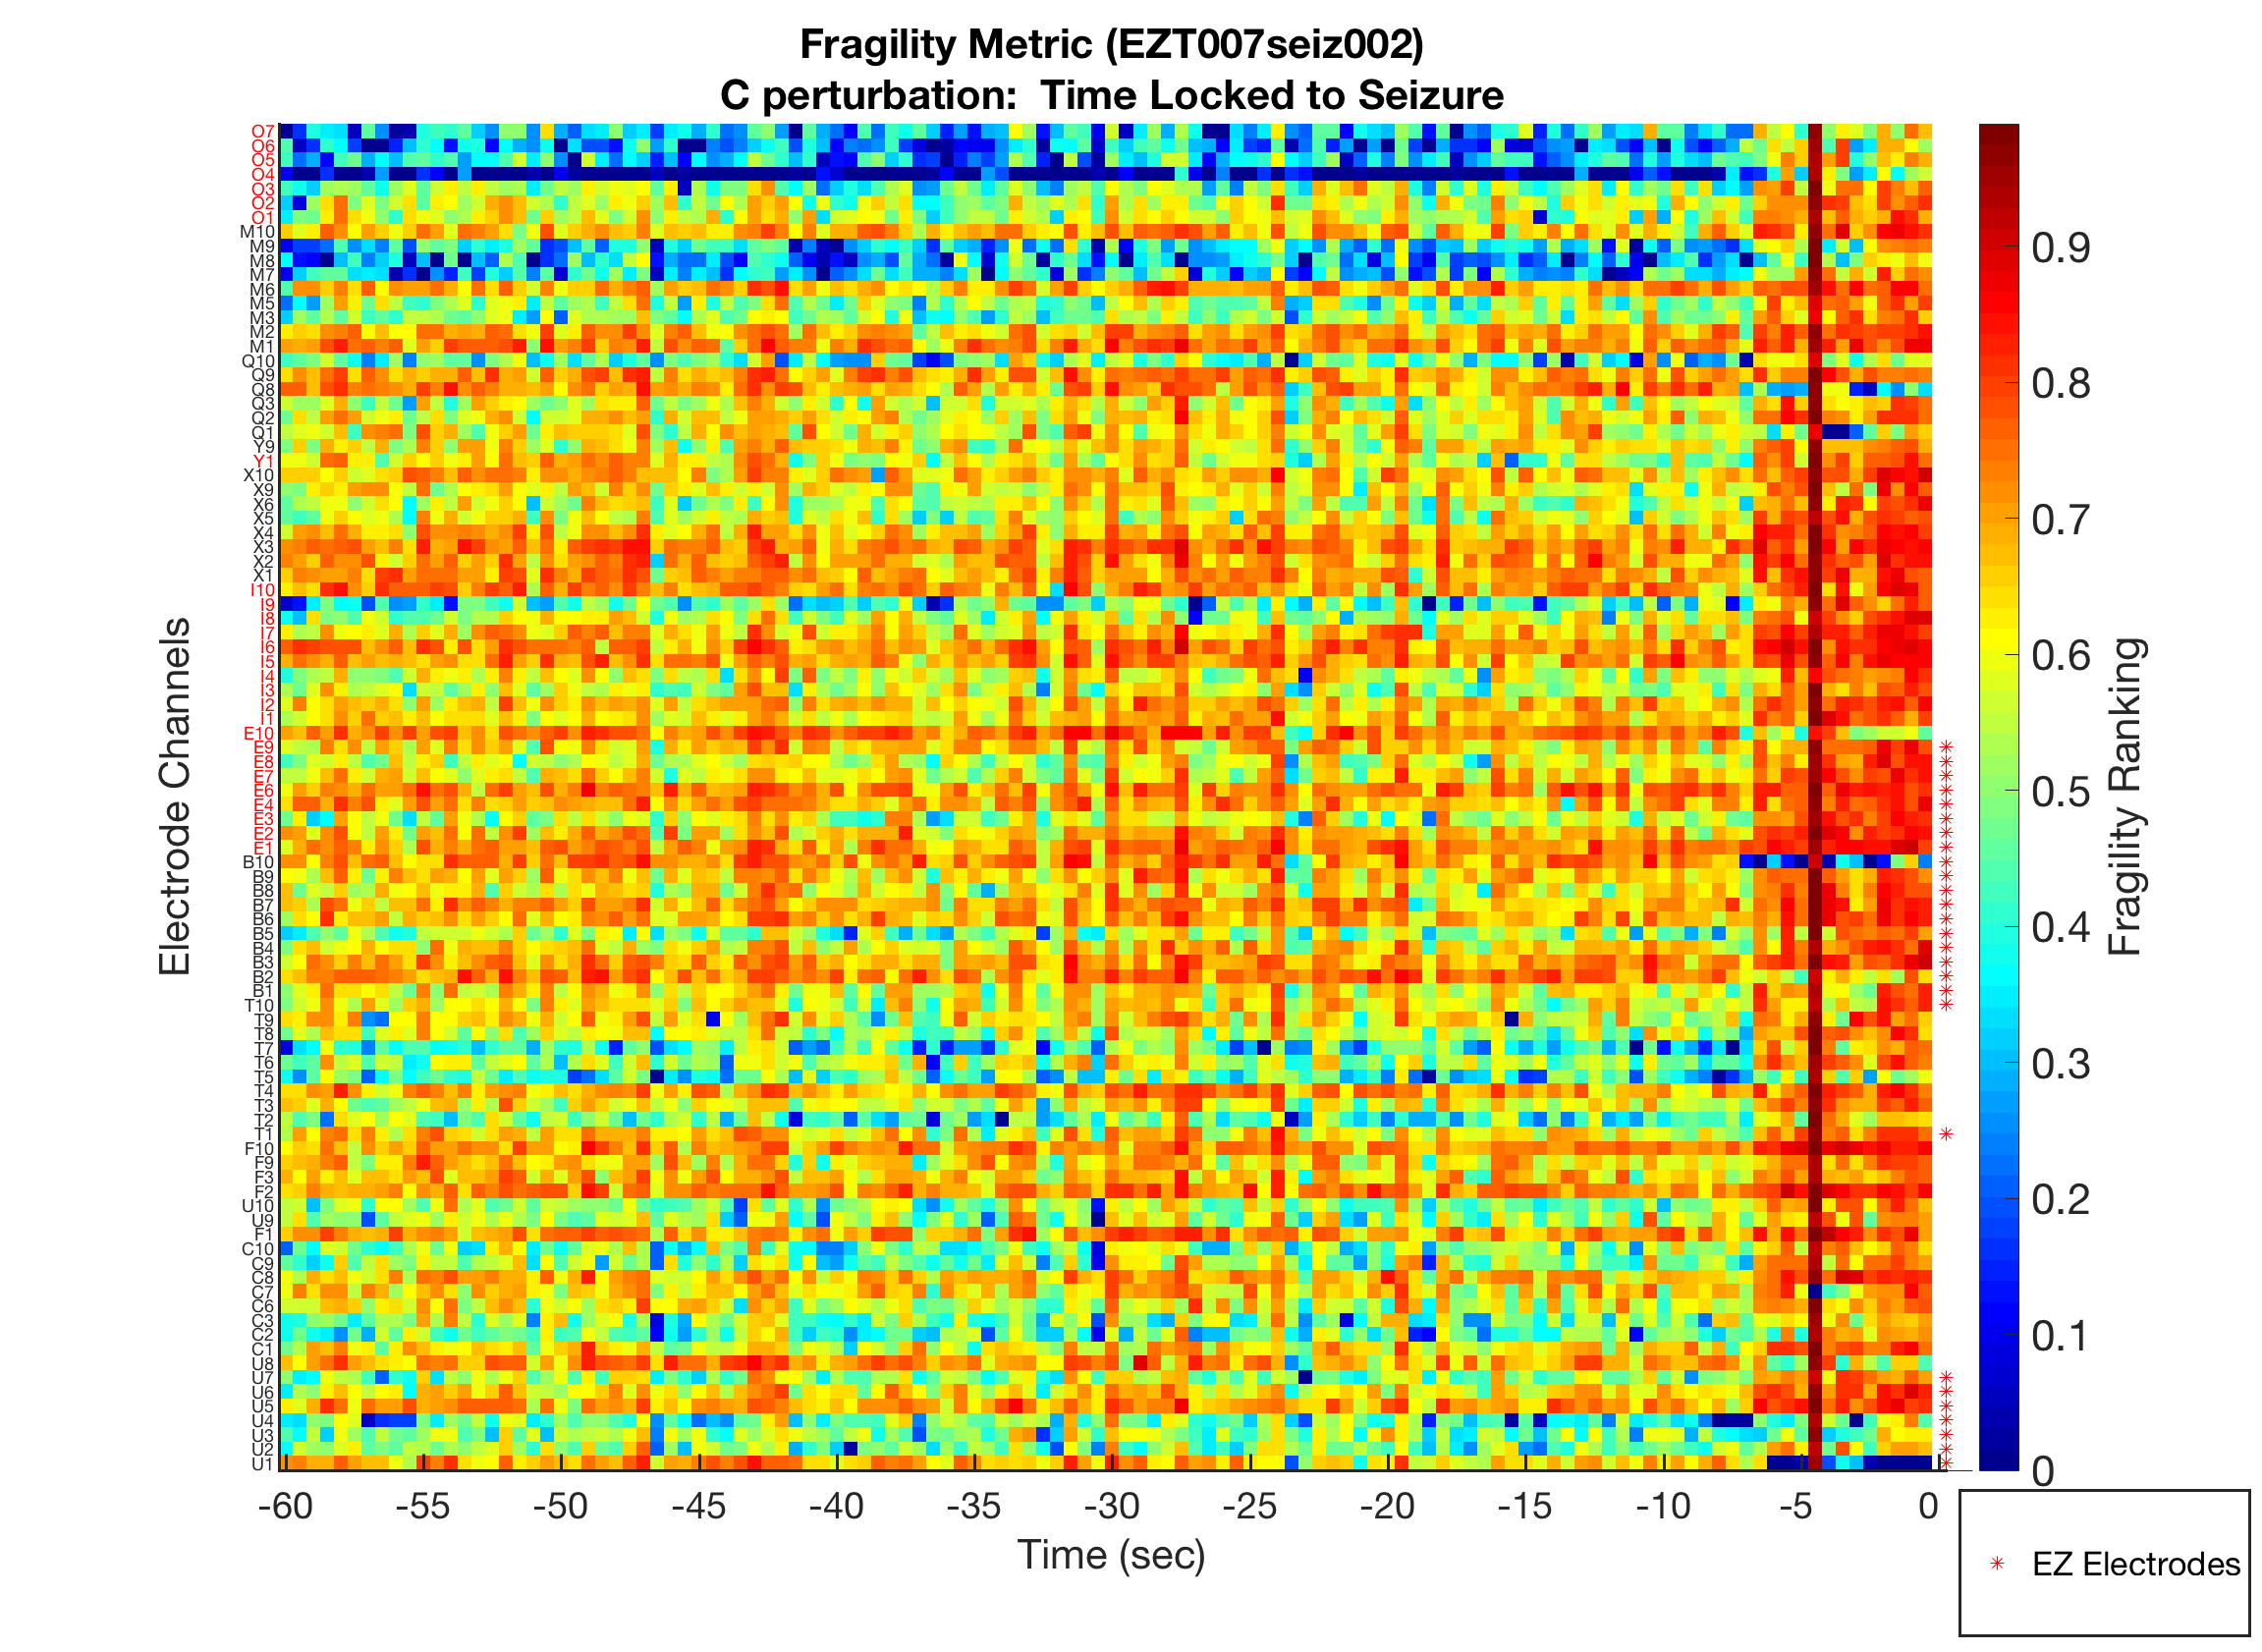 Fragility Metric (EZT007seiz002)
C perturbation:  Time Locked to Seizure
Electrode Channels
O7
O6
O5
O4
O3
O2
O1
M10
M9
M8
M7
M6
M5
M3
M2
M1
Q10
Q9
Q8
Q3
Q2
Q1
Y9
Y1
X10
X9
X6
X5
X4
X3
X2
X1
I10
I9
I8
I7
I6
I5
I4
I3
I2
I1
E10
E9
E8
E7
E6
E4
E3
E2
E1
B10
B9
B8
B7
B6
B5
B4
B3
B2
B1
T10
T9
T8
T7
T6
T5
T4
T3
T2
T1
F10
F9
F3
F2
U10
U9
F1
C10
C9
C8
C7
C6
C3
C2
C1
U8
U7
U6
U5
U4
U3
U2
U1
-60 -55 -50 -45 -40 -35 -30 -25 -20 -15 -10 -5 0
Time (sec)
0.9
0.8
0.7
0.6
0.5
0.4
0.3
0.2
0.1
0
Fragility Ranking
EZ Electrodes